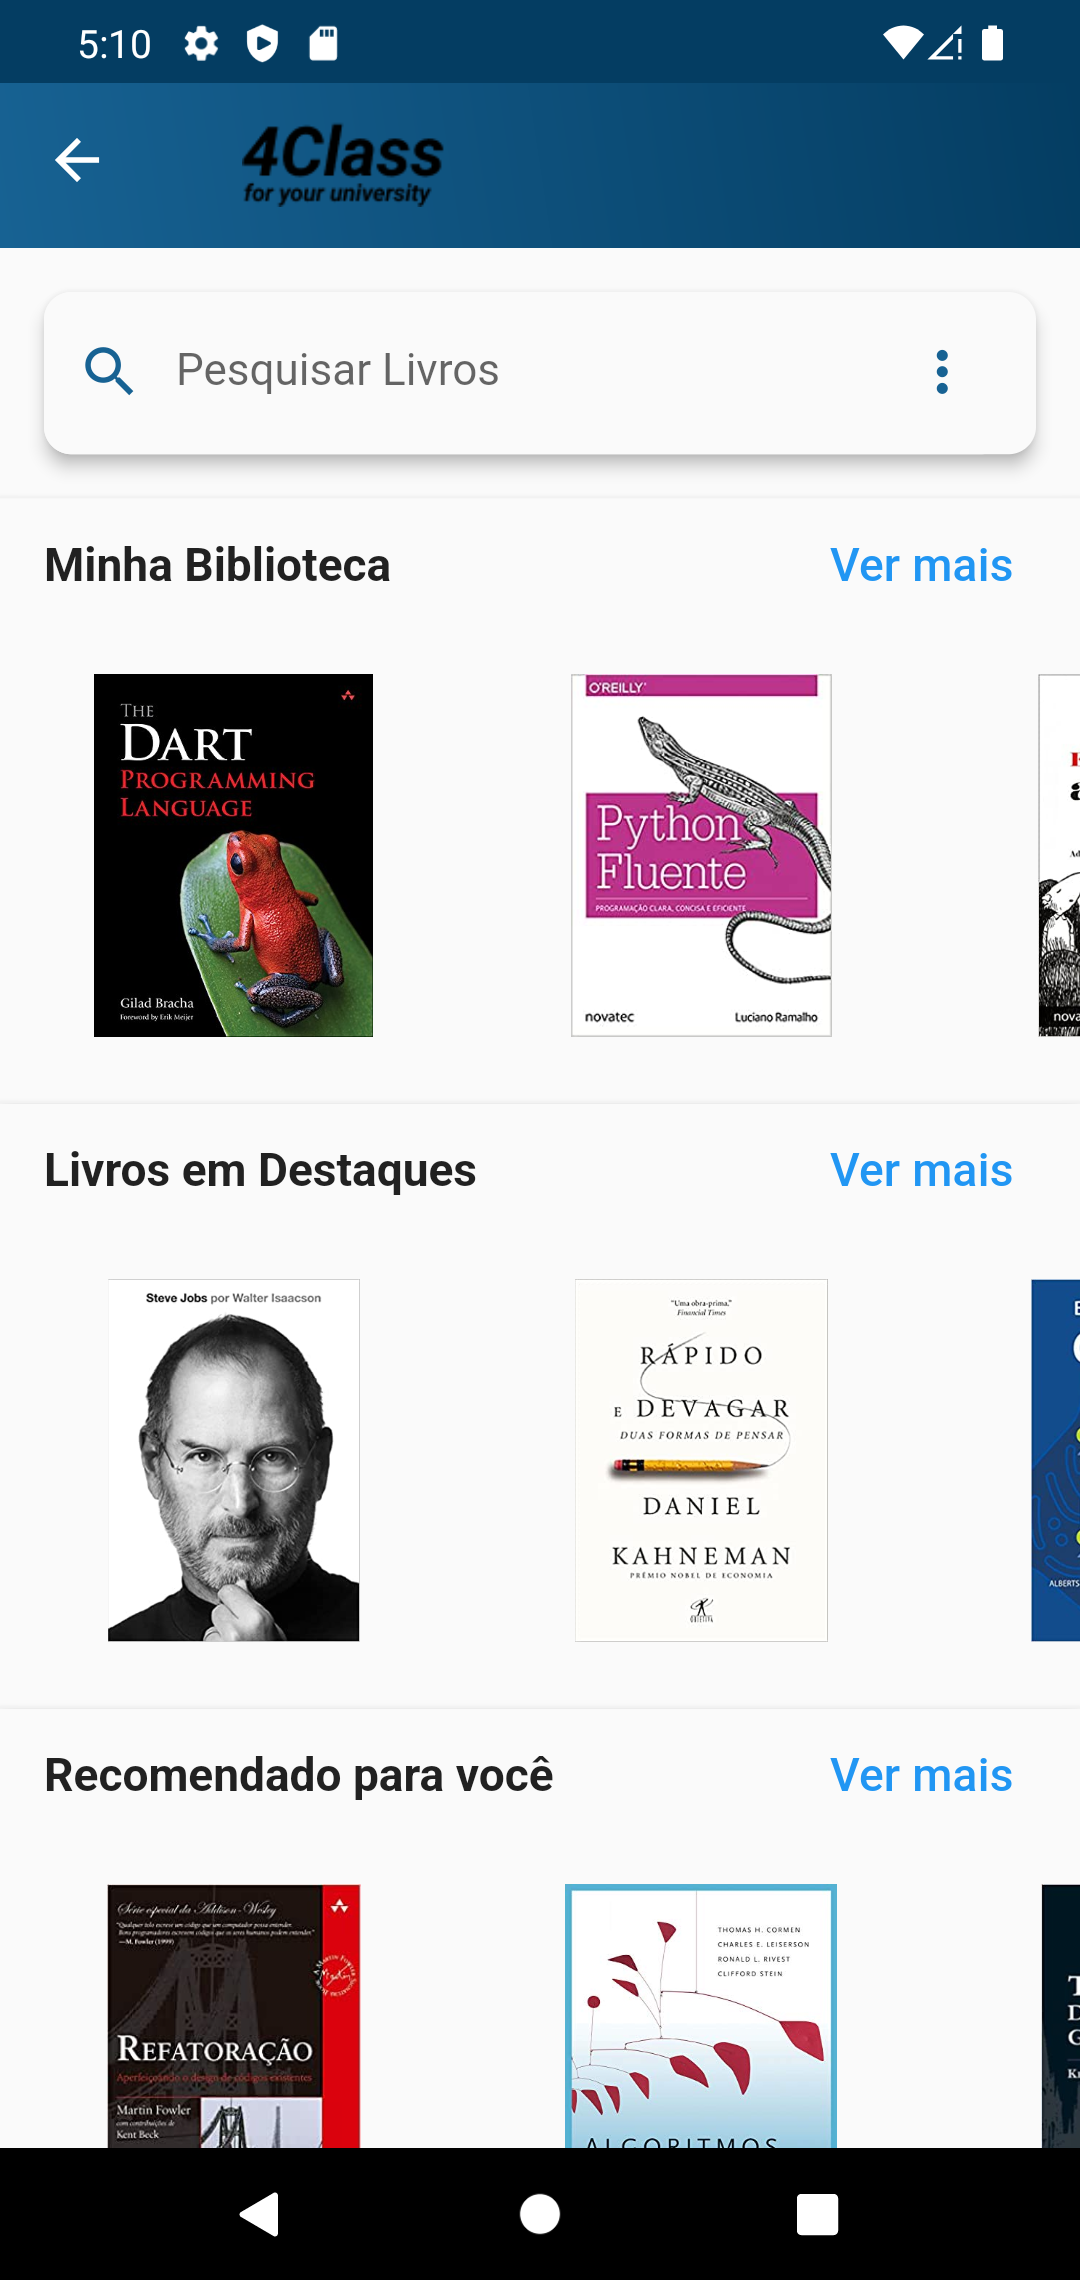 5:10
4Class
for your university
Pesquisar Livros
Minha Biblioteca
Ver mais
THE
DART
PROGRAMMING
LANGUAGE
Gilad Bracha
Foreword by Erik Meijer
O'REILLY
Python
Fluente
PROGRAMAÇÃO CLARA, CONCISA E EFICIENTE
novatec
Luciano Ramalho
Livros em Destaques
Ver mais
Steve Jobs por Walter Isaacson
"Uma obra-prima."
Financial Times
RÁPIDO
E DEVAGAR
DUAS FORMAS DE PENSAR
DANIEL
KAHNEMAN
PRÊMIO NOBEL DE ECONOMIA
OBJETIVA
ALBERTS
Recomendado para você
Ver mais
Série especial da Addison-Wesley
"Qualquer tolo escreve um código que um computador possa entender.
Bons programadores escrevem códigos que os seres humanos podem entender."
—M. Fowler (1999)
REFATORAÇÃO
Aperfeiçoando o design de códigos existentes
Martin Fowler
com contribuições de
Kent Beck
THOMAS H. CORMEN
CHARLES E. LEISERSON
RONALD L. RIVEST
CLIFFORD STEIN
ALGORITMOS